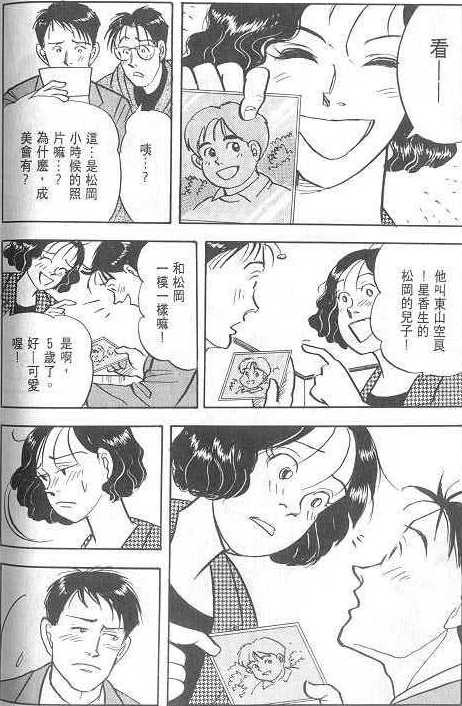 看——
咦…?
這…是松岡
小時候的照
片嘛…?
為什麼，成
美會有?
他叫東山空良
!星香生的
松岡的兒子!
和松岡
一模一樣嘛!
是啊，
5歲了。
好—可愛
喔!